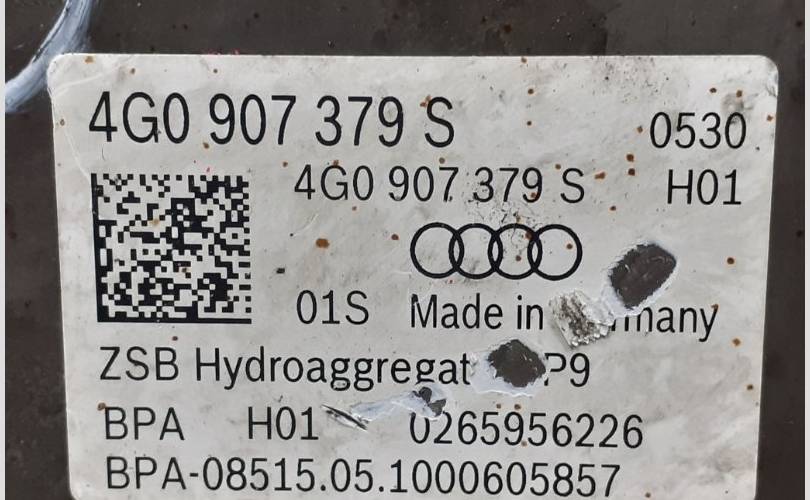 4G0 907 379 S 0530
4G0 907 379 S H01
01S Made in
ZSB Hydroaggregat P9
BPA H01 0265956226
BPA-08515.05.1000605857